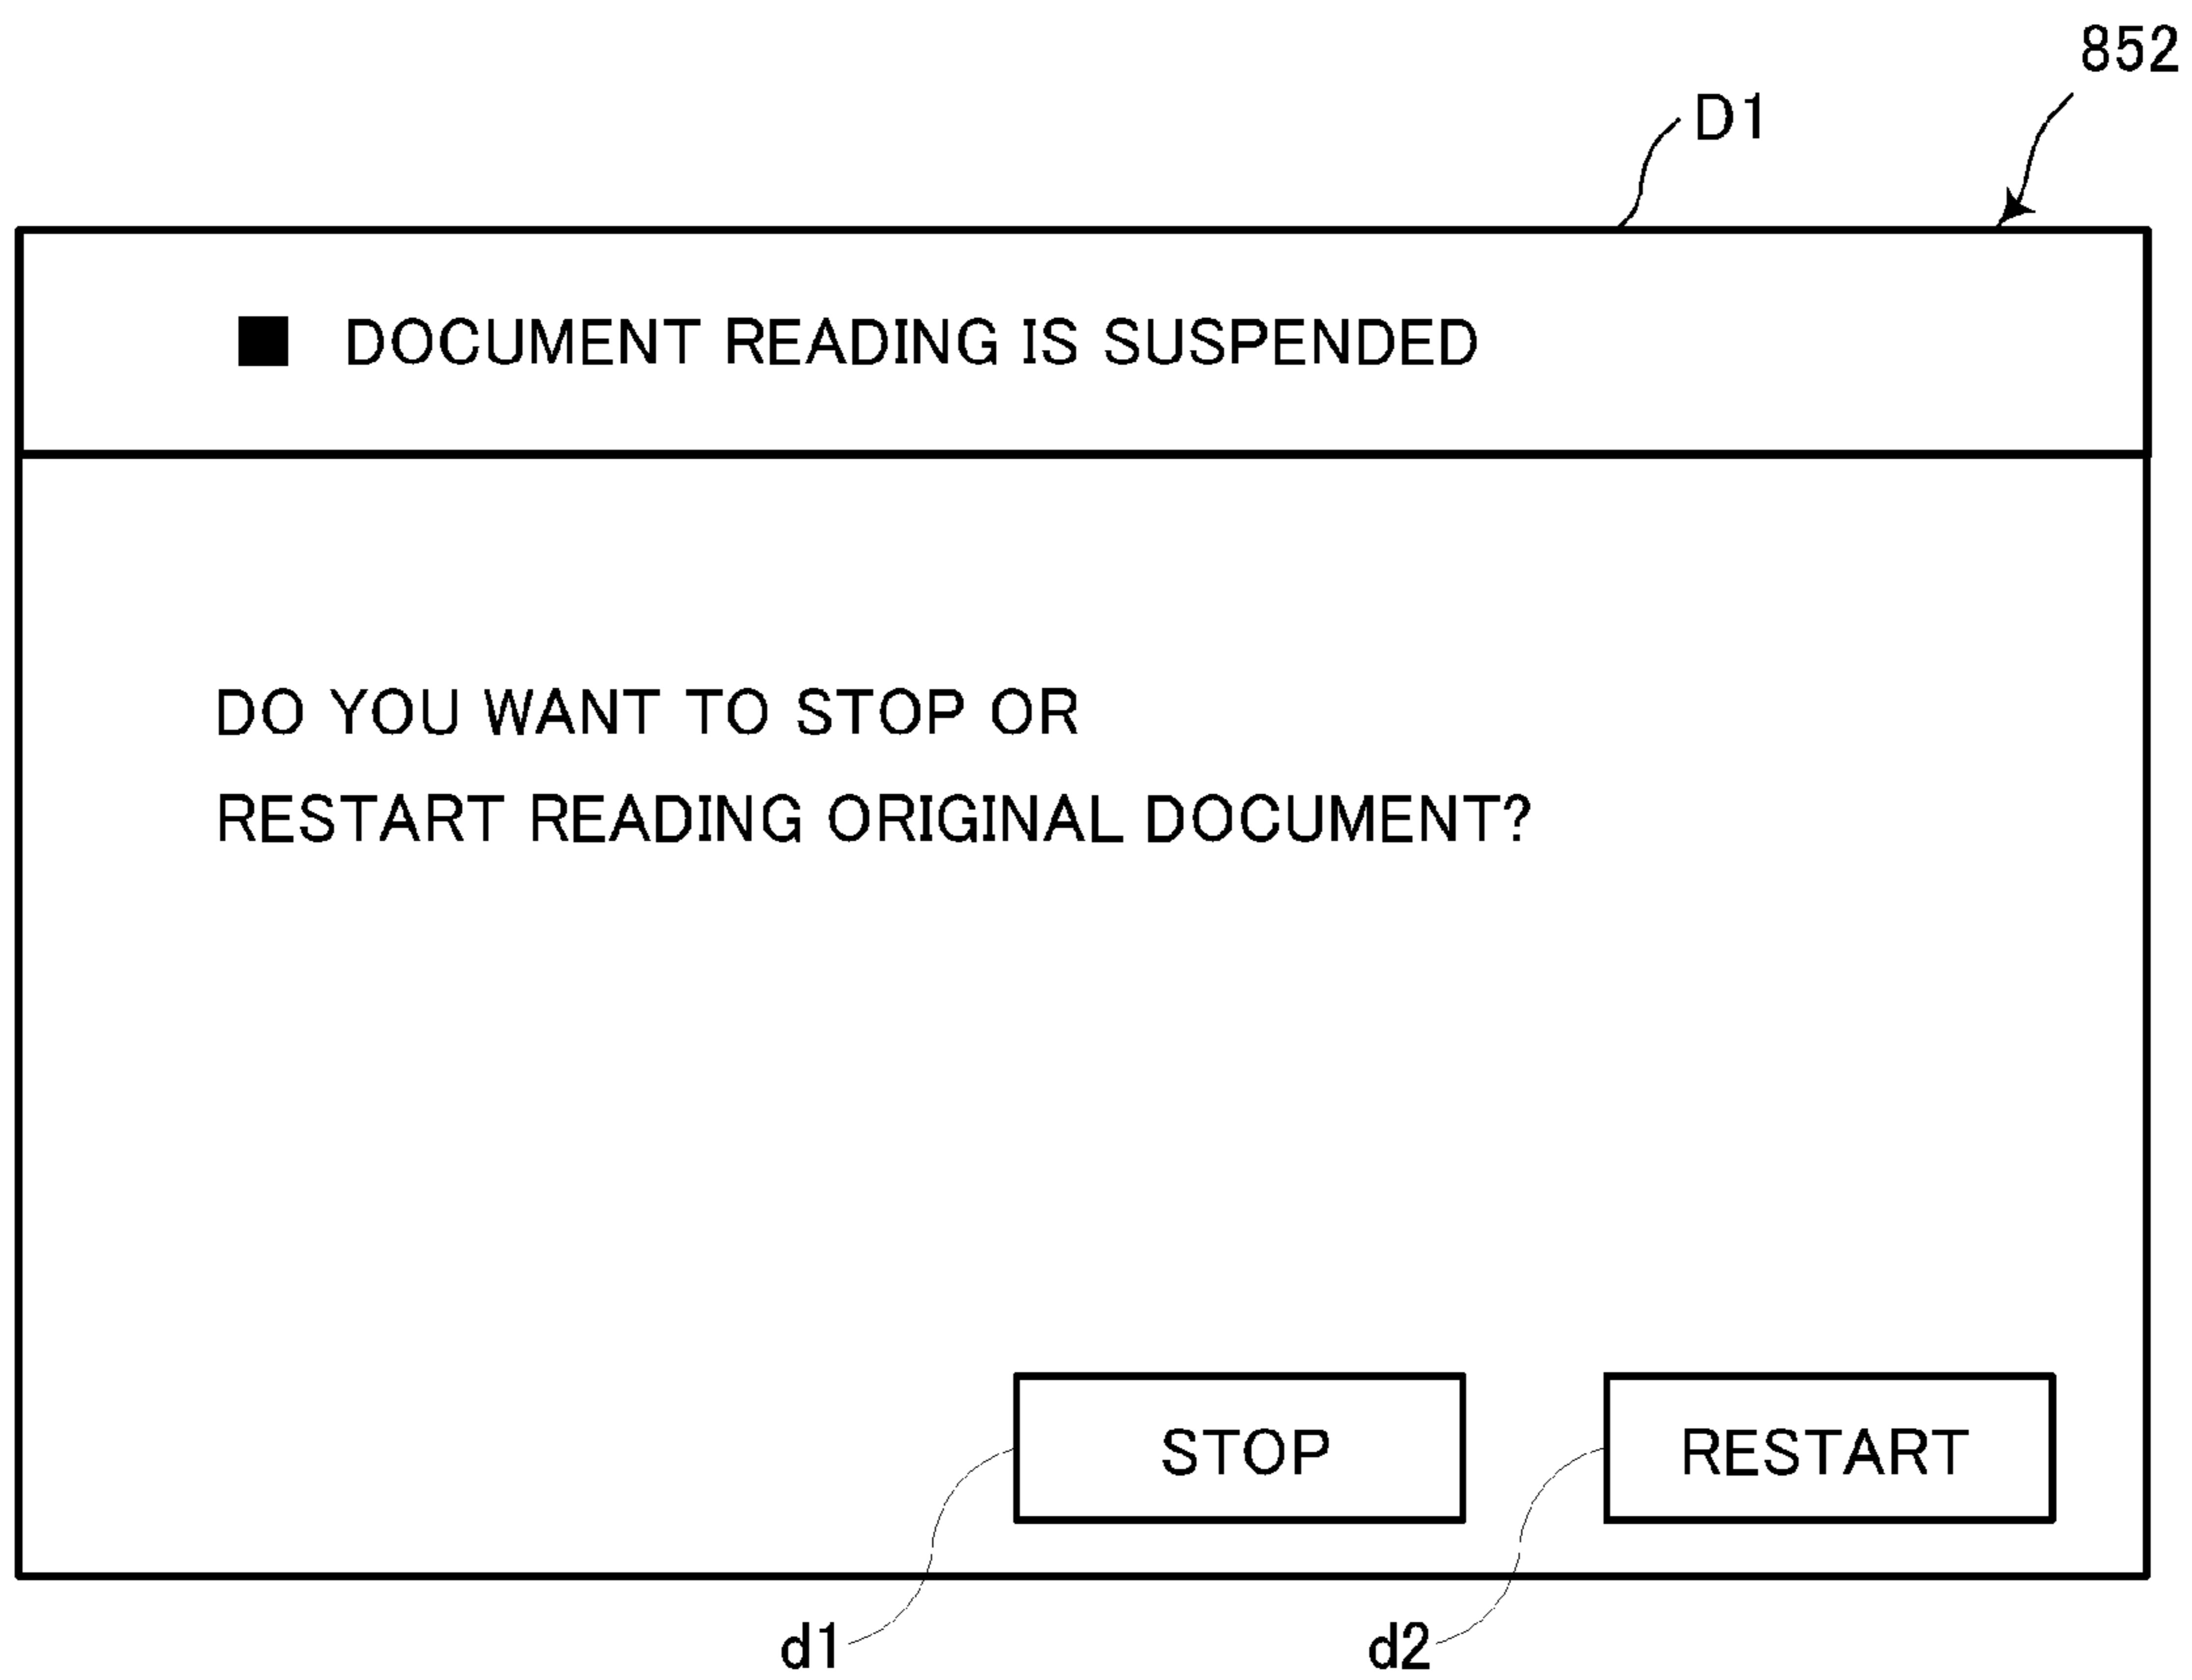 852
D1
■ DOCUMENT READING IS SUSPENDED
DO YOU WANT TO STOP OR
RESTART READING ORIGINAL DOCUMENT?
STOP
RESTART
d1
d2